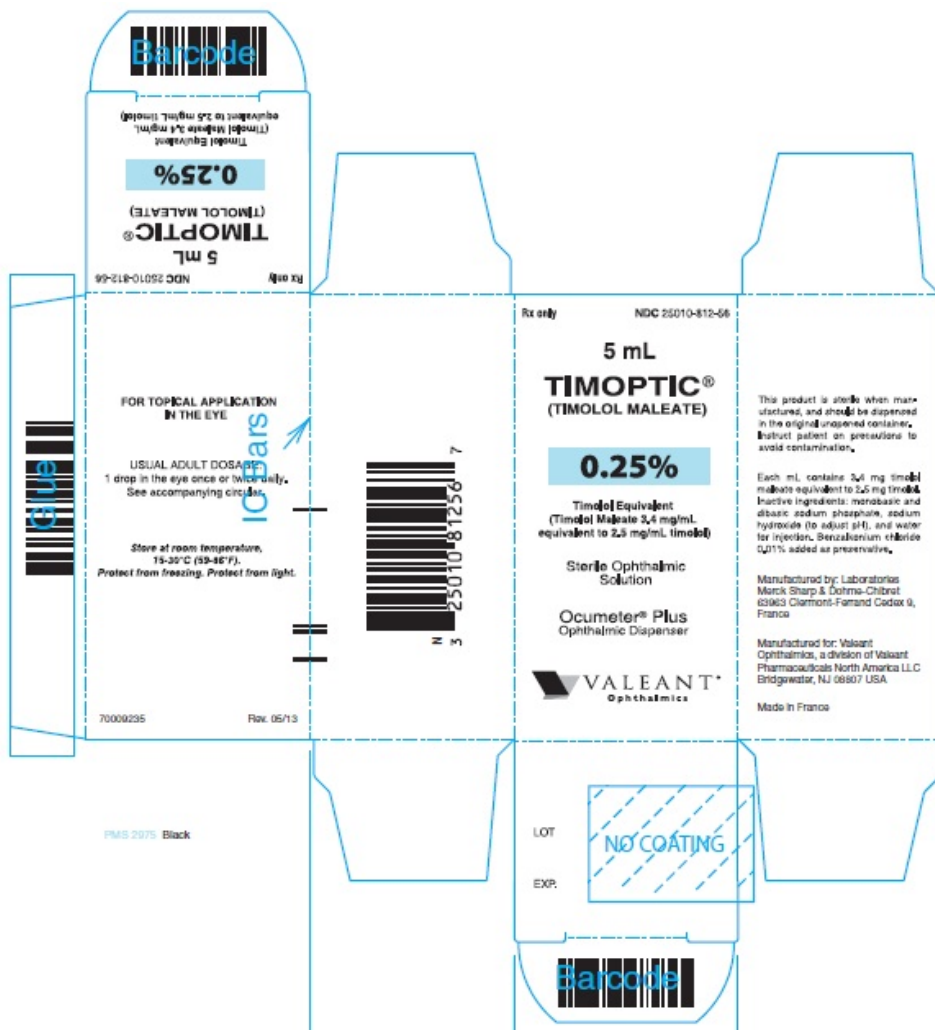 Barcode
Rx only NDC 25010-812-56
5 mL
TIMOPTIC®
(TIMOLOL MALEATE)
0.25%
Timolol Equivalent
(Timolol Maleate 3.4 mg/mL
equivalent to 2.5 mg/mL timolol)
Glue
FOR TOPICAL APPLICATION
IN THE EYE
USUAL ADULT DOSAGE:
1 drop in the eye once or twice daily.
See accompanying circular.
Store at room temperature,
15-30°C (59-86°F).
Protect from freezing. Protect from light.
70009235 Rev. 05/13
IC Bars
N
3 25010 81256 7
Rx only NDC 25010-812-56
5 mL
TIMOPTIC®
(TIMOLOL MALEATE)
0.25%
Timolol Equivalent
(Timolol Maleate 3.4 mg/mL
equivalent to 2.5 mg/mL timolol)
Sterile Ophthalmic
Solution
Ocumeter® Plus
Ophthalmic Dispenser
VALEANT
Ophthalmics
This product is sterile when man-
ufactured, and should be dispensed
in the original unopened container.
Instruct patient on precautions to
avoid contamination.
Each mL contains 3.4 mg timolol
maleate equivalent to 2.5 mg timolol.
Inactive ingredients: monobasic and
dibasic sodium phosphate, sodium
hydroxide (to adjust pH), and water
for injection. Benzalkonium chloride
0.01% added as preservative.
Manufactured by: Laboratories
Merck Sharp & Dohme-Chibret
63963 Clermont-Ferrand Cedex 9,
France
Manufactured for: Valeant
Ophthalmics, a division of Valeant
Pharmaceuticals North America LLC
Bridgewater, NJ 08807 USA
Made in France
PMS 2975 Black
LOT
EXP.
NO COATING
Barcode